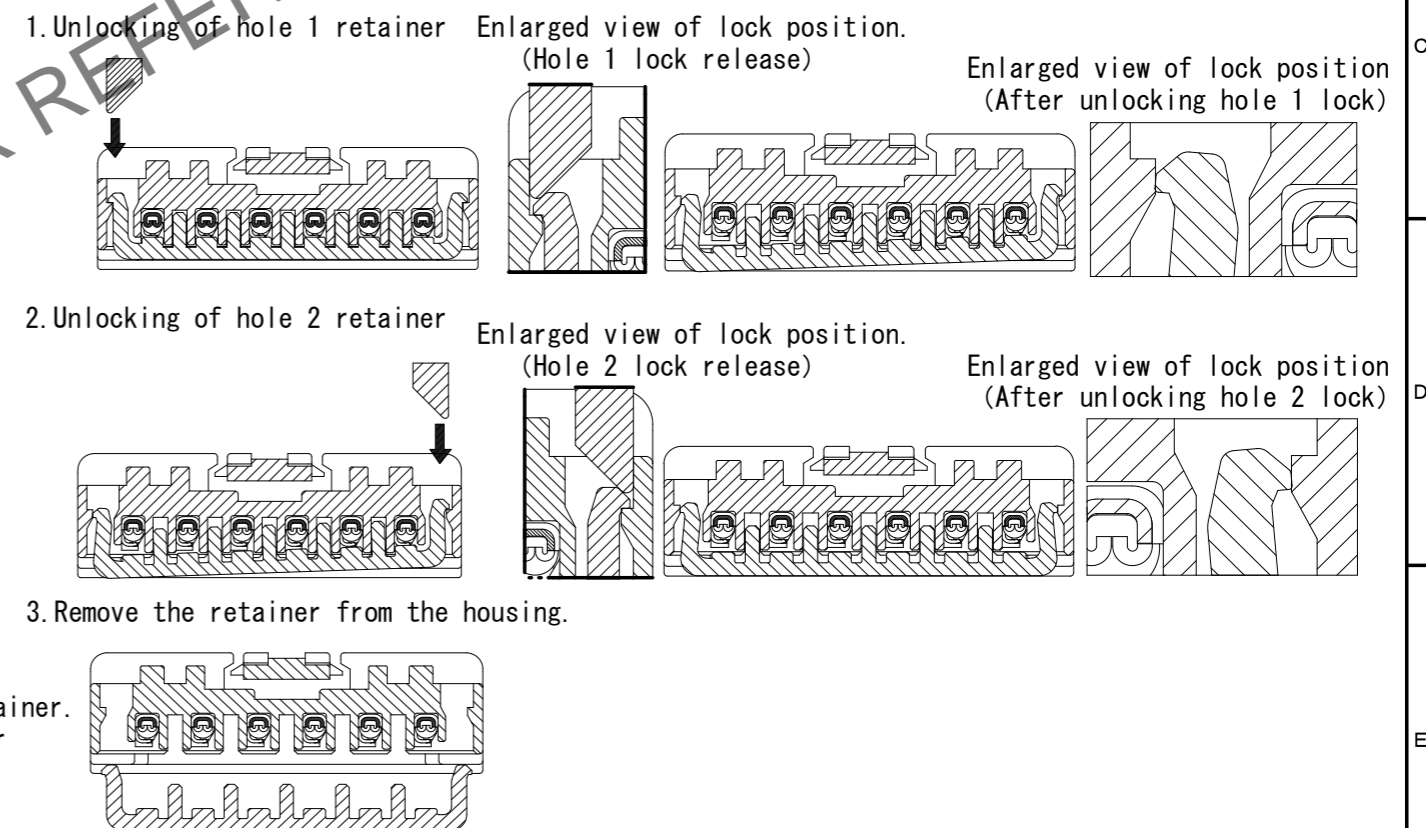 1.Unlocking of hole 1 retainer
Enlarged view of lock position.
(Hole 1 lock release)
Enlarged view of lock position
(After unlocking hole 1 lock)
C
2.Unlocking of hole 2 retainer
Enlarged view of lock position.
(Hole 2 lock release)
Enlarged view of lock position
(After unlocking hole 2 lock)
D
3.Remove the retainer from the housing.
E